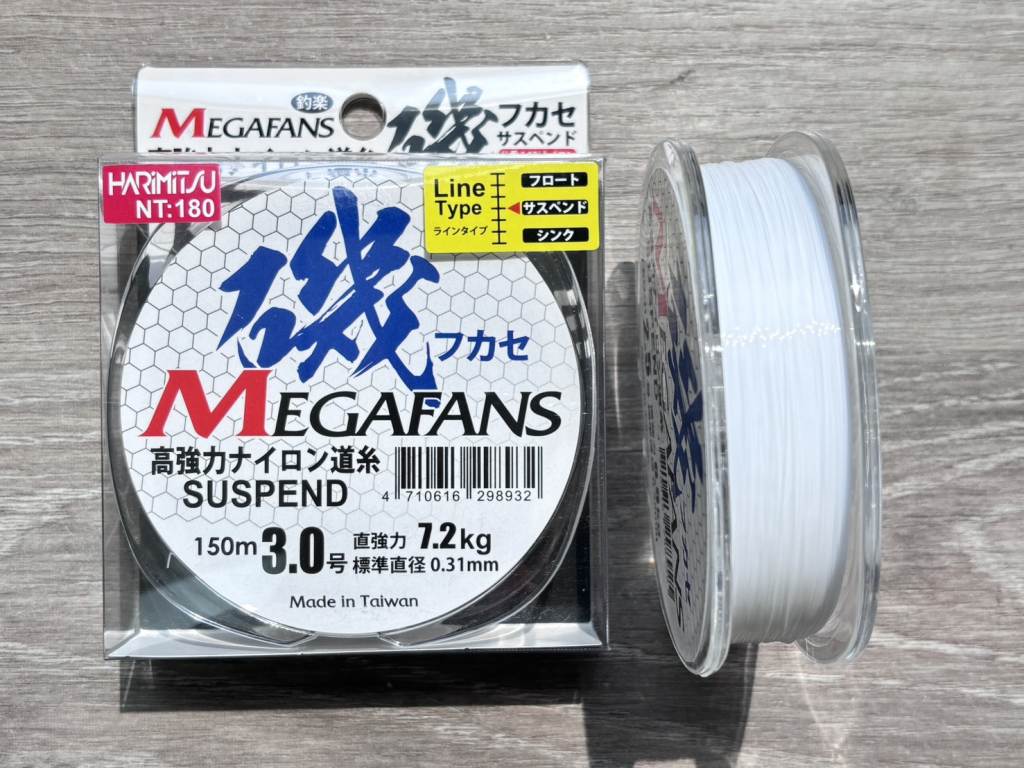 釣楽
MEGAFANS
磯
フカセ
サスペンド
HARiMiTSU
NT:180
Line
Type
ラインタイプ
フロート
サスペンド
シンク
磯
フカセ
MEGAFANS
高強力ナイロン道糸
SUSPEND
4 710616 298932
150m 3.0号
直強力 7.2kg
標準直径 0.31mm
Made in Taiwan